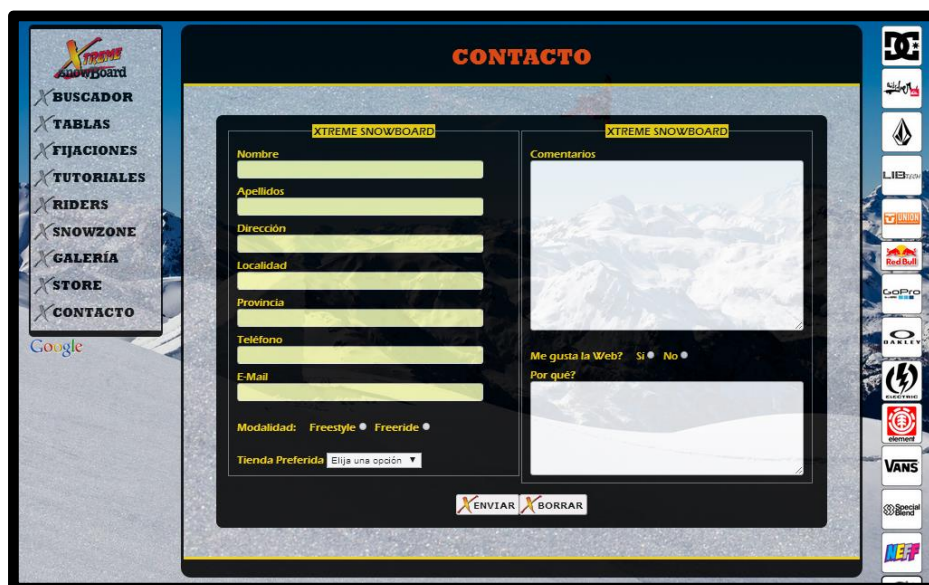 XTREME
SNOWBOARD
BUSCADOR
TABLAS
FIJACIONES
TUTORIALES
RIDERS
SNOWZONE
GALERÍA
STORE
CONTACTO
Google
CONTACTO
XTREME SNOWBOARD
Nombre
Apellidos
Dirección
Localidad
Provincia
Teléfono
E-Mail
Modalidad: Freestyle Freeride
Tienda Preferida Elija una opción
XTREME SNOWBOARD
Comentarios
Me gusta la Web? Sí No
Por qué?
ENVIAR BORRAR
DC
LIB TECH
UNION
Red Bull
GoPro
OAKLEY
ELECTRIC
element
VANS
Special
Blend
NEFF